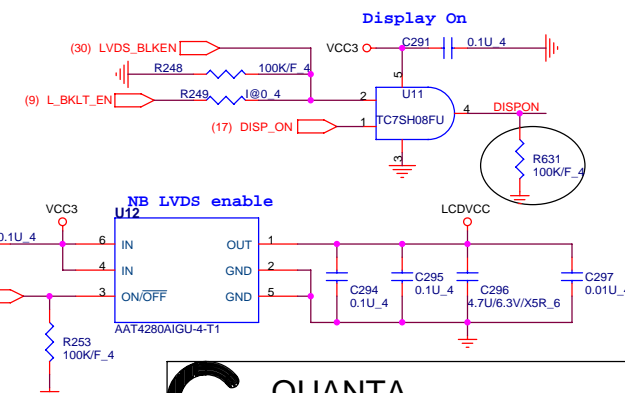 Display On
(30) LVDS_BLKEN
VCC3
C291
0.1U_4
R248
100K/F_4
5
U11
(9) L_BKLT_EN
R249
I@0_4
2
TC7SH08FU
4
DISPON
(17) DISP_ON
1
3
R631
100K/F_4
NB LVDS enable
VCC3
U12
LCDVCC
0.1U_4
6
IN
OUT
1
4
IN
GND
2
3
ON/OFF
GND
5
C294
0.1U_4
C295
0.1U_4
C296
4.7U/6.3V/X5R_6
C297
0.01U_4
AAT4280AIGU-4-T1
R253
100K/F_4
QUANTA